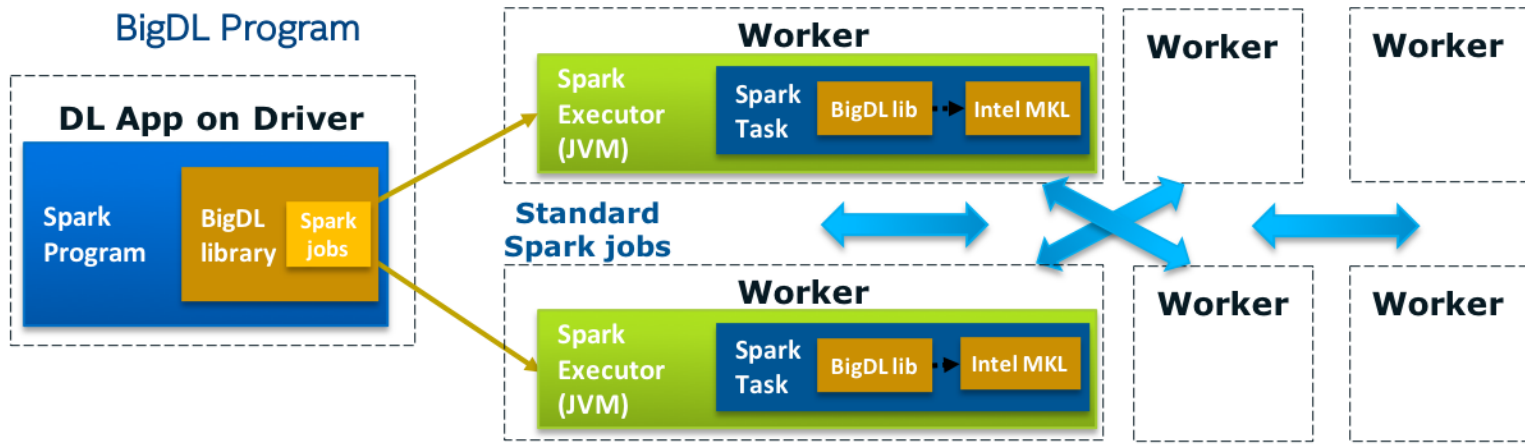 BigDL Program
DL App on Driver
Spark
Program
BigDL
library
Spark
jobs
Worker
Spark
Executor
(JVM)
Spark
Task
BigDL lib
Intel MKL
Worker
Worker
Standard
Spark jobs
Worker
Spark
Executor
(JVM)
Spark
Task
BigDL lib
Intel MKL
Worker
Worker